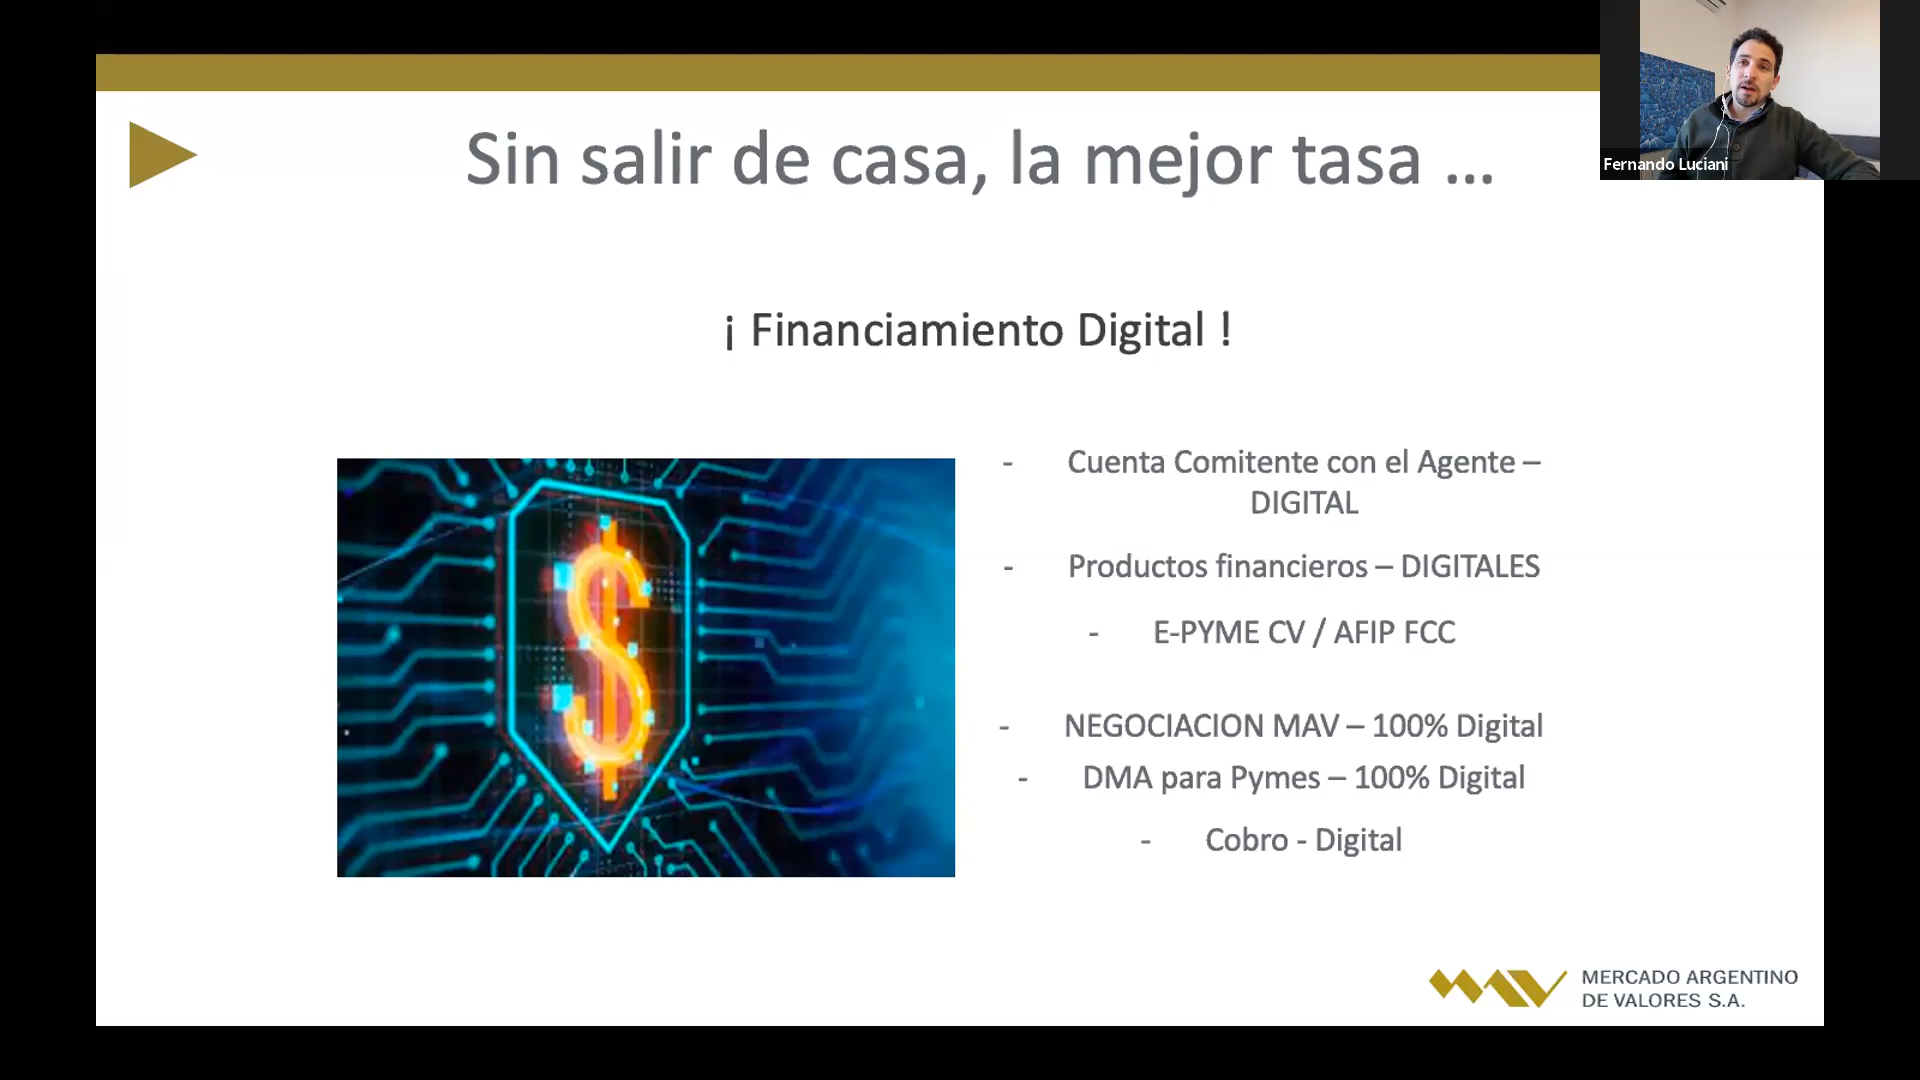 Fernando Luciani
Sin salir de casa, la mejor tasa ...
¡ Financiamiento Digital !
- Cuenta Comitente con el Agente –
DIGITAL
- Productos financieros – DIGITALES
- E-PYME CV / AFIP FCC
- NEGOCIACION MAV – 100% Digital
- DMA para Pymes – 100% Digital
- Cobro - Digital
MAV
MERCADO ARGENTINO
DE VALORES S.A.